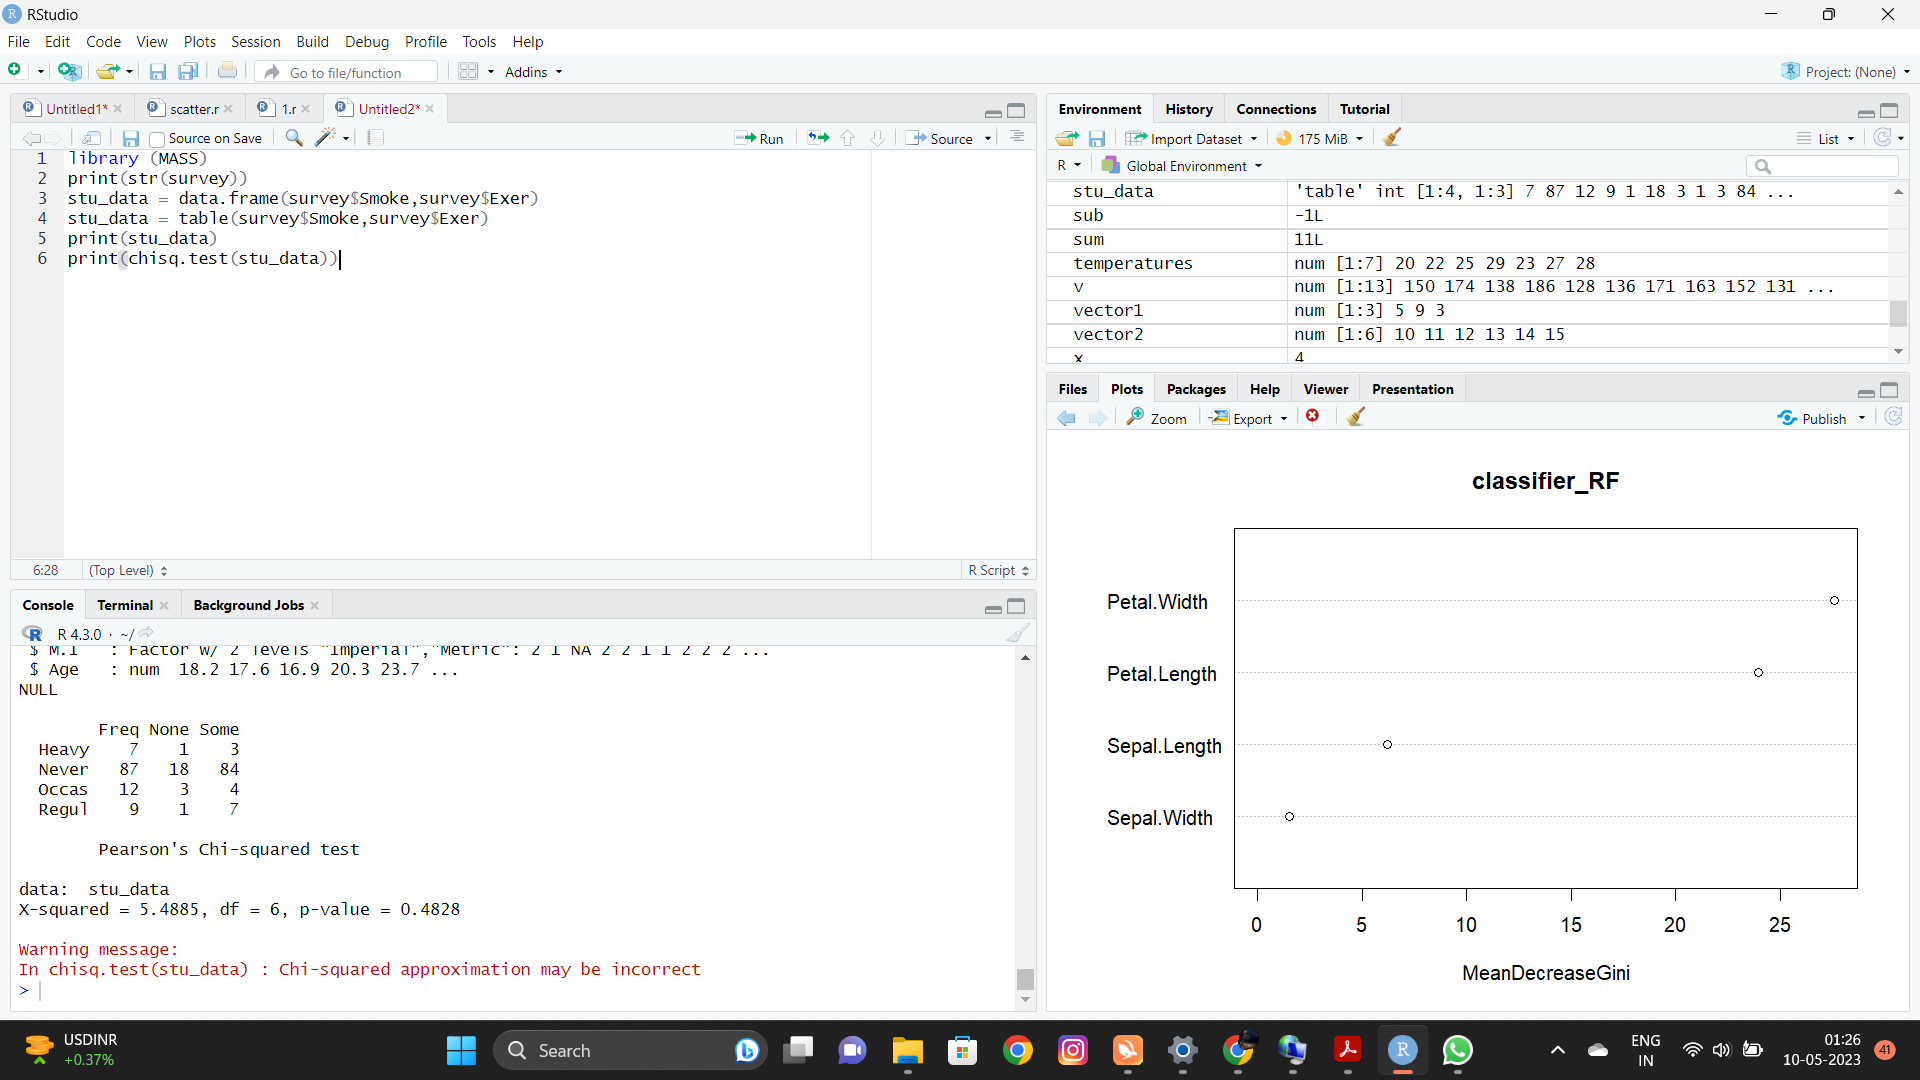 RStudio
File Edit Code View Plots Session Build Debug Profile Tools Help
Go to file/function Addins Project: (None)
Untitled1* scatter.r 1.r Untitled2*
Source on Save Run Source
1 library (MASS)
2 print(str(survey))
3 stu_data = data.frame(survey$Smoke,survey$Exer)
4 stu_data = table(survey$Smoke,survey$Exer)
5 print(stu_data)
6 print(chisq.test(stu_data))
6:28 (Top Level) R Script
Console Terminal Background Jobs
R 4.3.0 · ~/
$ M.I : Factor w/ 2 levels "Imperial","Metric": 2 1 NA 2 2 1 1 2 2 2 ...
$ Age : num 18.2 17.6 16.9 20.3 23.7 ...
NULL
Freq None Some
Heavy 7 1 3
Never 87 18 84
Occas 12 3 4
Regul 9 1 7
Pearson's Chi-squared test
data: stu_data
X-squared = 5.4885, df = 6, p-value = 0.4828
Warning message:
In chisq.test(stu_data) : Chi-squared approximation may be incorrect
>
Environment History Connections Tutorial
Import Dataset 175 MiB List
R Global Environment
stu_data 'table' int [1:4, 1:3] 7 87 12 9 1 18 3 1 3 84 ...
sub -1L
sum 11L
temperatures num [1:7] 20 22 25 29 23 27 28
v num [1:13] 150 174 138 186 128 136 171 163 152 131 ...
vector1 num [1:3] 5 9 3
vector2 num [1:6] 10 11 12 13 14 15
x 4
Files Plots Packages Help Viewer Presentation
Zoom Export Publish
classifier_RF
Petal.Width
Petal.Length
Sepal.Length
Sepal.Width
0 5 10 15 20 25
MeanDecreaseGini
USDINR
+0.37%
Search
ENG
IN
01:26
10-05-2023
41